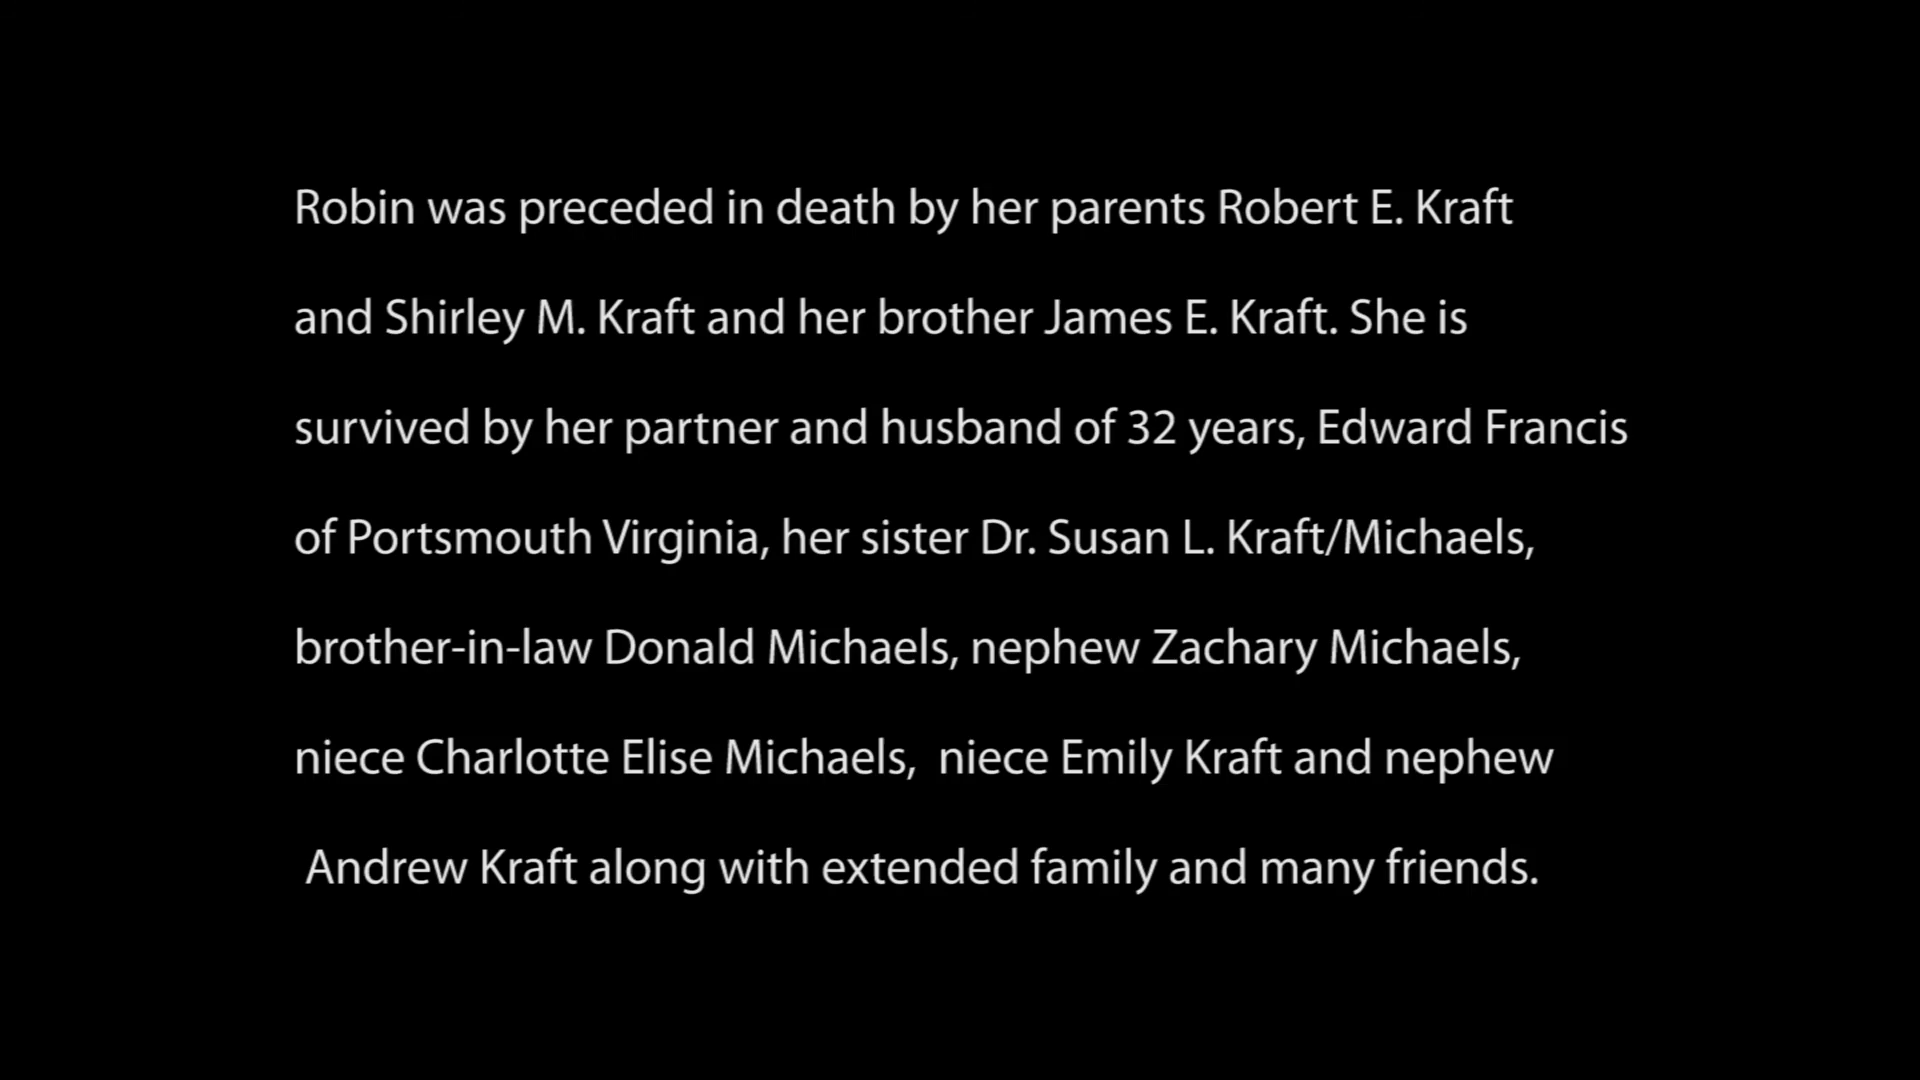 Robin was preceded in death by her parents Robert E. Kraft
and Shirley M. Kraft and her brother James E. Kraft. She is
survived by her partner and husband of 32 years, Edward Francis
of Portsmouth Virginia, her sister Dr. Susan L. Kraft/Michaels,
brother-in-law Donald Michaels, nephew Zachary Michaels,
niece Charlotte Elise Michaels,  niece Emily Kraft and nephew
Andrew Kraft along with extended family and many friends.